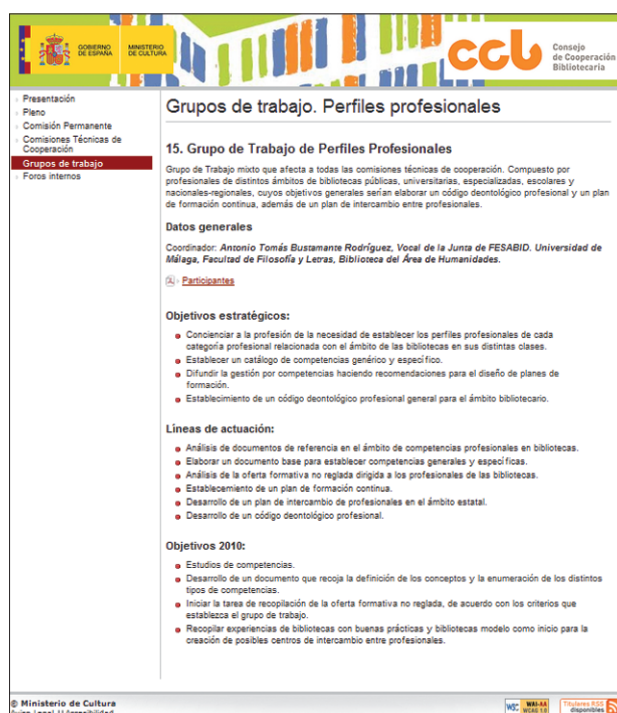 GOBIERNO
DE ESPAÑA
MINISTERIO
DE CULTURA
ccb
Consejo
de Cooperación
Bibliotecaria
Presentación
Pleno
Comisión Permanente
Comisiones Técnicas de
Cooperación
Grupos de trabajo
Foros internos
Grupos de trabajo. Perfiles profesionales
15. Grupo de Trabajo de Perfiles Profesionales
Grupo de Trabajo mixto que afecta a todas las comisiones técnicas de cooperación. Compuesto por
profesionales de distintos ámbitos de bibliotecas públicas, universitarias, especializadas, escolares y
nacionales-regionales, cuyos objetivos generales serían elaborar un código deontológico profesional y un plan
de formación continua, además de un plan de intercambio entre profesionales.
Datos generales
Coordinador: Antonio Tomás Bustamante Rodríguez, Vocal de la Junta de FESABID. Universidad de
Málaga, Facultad de Filosofía y Letras, Biblioteca del Área de Humanidades.
Participantes
Objetivos estratégicos:
Concienciar a la profesión de la necesidad de establecer los perfiles profesionales de cada
categoría profesional relacionada con el ámbito de las bibliotecas en sus distintas clases.
Establecer un catálogo de competencias genérico y específico.
Difundir la gestión por competencias haciendo recomendaciones para el diseño de planes de
formación.
Establecimiento de un código deontológico profesional general para el ámbito bibliotecario.
Líneas de actuación:
Análisis de documentos de referencia en el ámbito de competencias profesionales en bibliotecas.
Elaborar un documento base para establecer competencias generales y específicas.
Análisis de la oferta formativa no reglada dirigida a los profesionales de las bibliotecas.
Establecemiento de un plan de formación continua.
Desarrollo de un plan de intercambio de profesionales en el ámbito estatal.
Desarrollo de un código deontológico profesional.
Objetivos 2010:
Estudios de competencias.
Desarrollo de un documento que recoja la definición de los conceptos y la enumeración de los distintos
tipos de competencias.
Iniciar la tarea de recopilación de la oferta formativa no reglada, de acuerdo con los criterios que
establezca el grupo de trabajo.
Recopilar experiencias de bibliotecas con buenas prácticas y bibliotecas modelo como inicio para la
creación de posibles centros de intercambio entre profesionales.
© Ministerio de Cultura
Aviso Legal | Accesibilidad
W3C WAI-AA
WCAG 1.0
Titulares RSS
disponibles